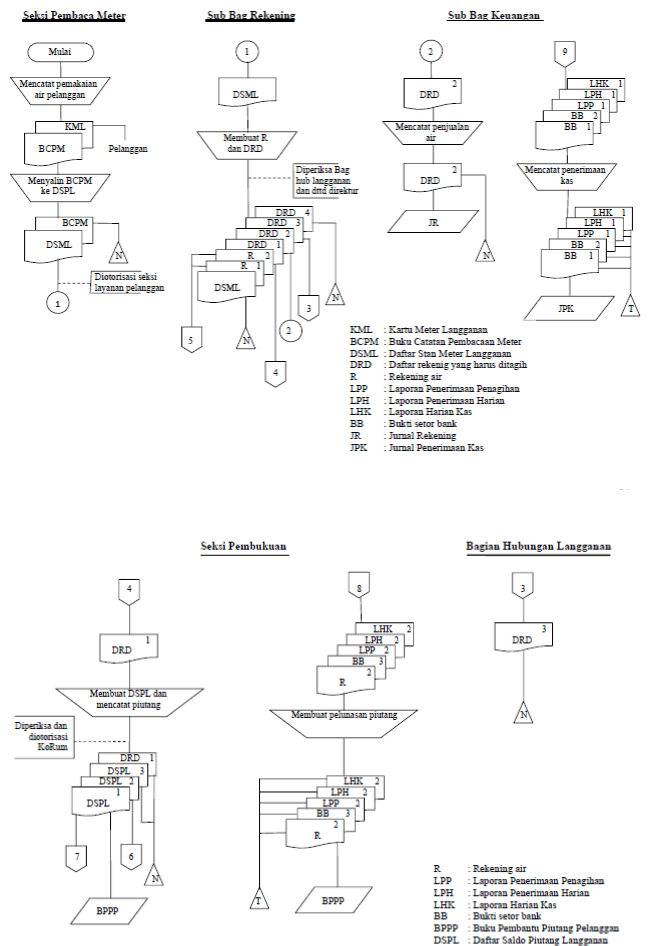 Seksi Pembaca Meter
Mulai
Mencatat pemakaian
air pelanggan
KML
BCPM
Pelanggan
Menyalin BCPM
ke DSPL
BCPM
DSML
N
Diotorisasi seksi
layanan pelanggan
1
Sub Bag Rekening
1
DSML
Membuat R
dan DRD
Diperiksa Bag
hub langganan
dan dttd direktur
DRD 4
DRD 3
DRD 2
DRD 1
R 2
R 1
DSML
5
N
4
2
3
N
Sub Bag Keuangan
2
2
DRD
Mencatat penjualan
air
2
DRD
JR
N
9
LHK 1
LPH 1
LPP 1
BB 2
BB 1
Mencatat penerimaan
kas
LHK 1
LPH 1
LPP 1
BB 2
BB 1
JPK
T
KML : Kartu Meter Langganan
BCPM : Buku Catatan Pembacaan Meter
DSML : Daftar Stan Meter Langganan
DRD : Daftar rekenig yang harus ditagih
R : Rekening air
LPP : Laporan Penerimaan Penagihan
LPH : Laporan Penerimaan Harian
LHK : Laporan Harian Kas
BB : Bukti setor bank
JR : Jurnal Rekening
JPK : Jurnal Penerimaan Kas
Seksi Pembukuan
4
1
DRD
Membuat DSPL dan
mencatat piutang
Diperiksa dan
diotorisasi
KoRum
DRD 1
DSPL 3
DSPL 2
1
DSPL
7
6
N
BPPP
8
LHK 2
LPH 2
LPP 2
BB 3
2
R
Membuat pelunasan piutang
LHK 2
LPH 2
LPP 2
BB 3
2
R
T
BPPP
Bagian Hubungan Langganan
3
3
DRD
N
R : Rekening air
LPP : Laporan Penerimaan Penagihan
LPH : Laporan Penerimaan Harian
LHK : Laporan Harian Kas
BB : Bukti setor bank
BPPP : Buku Pembantu Piutang Pelanggan
DSPL : Daftar Saldo Piutang Langganan